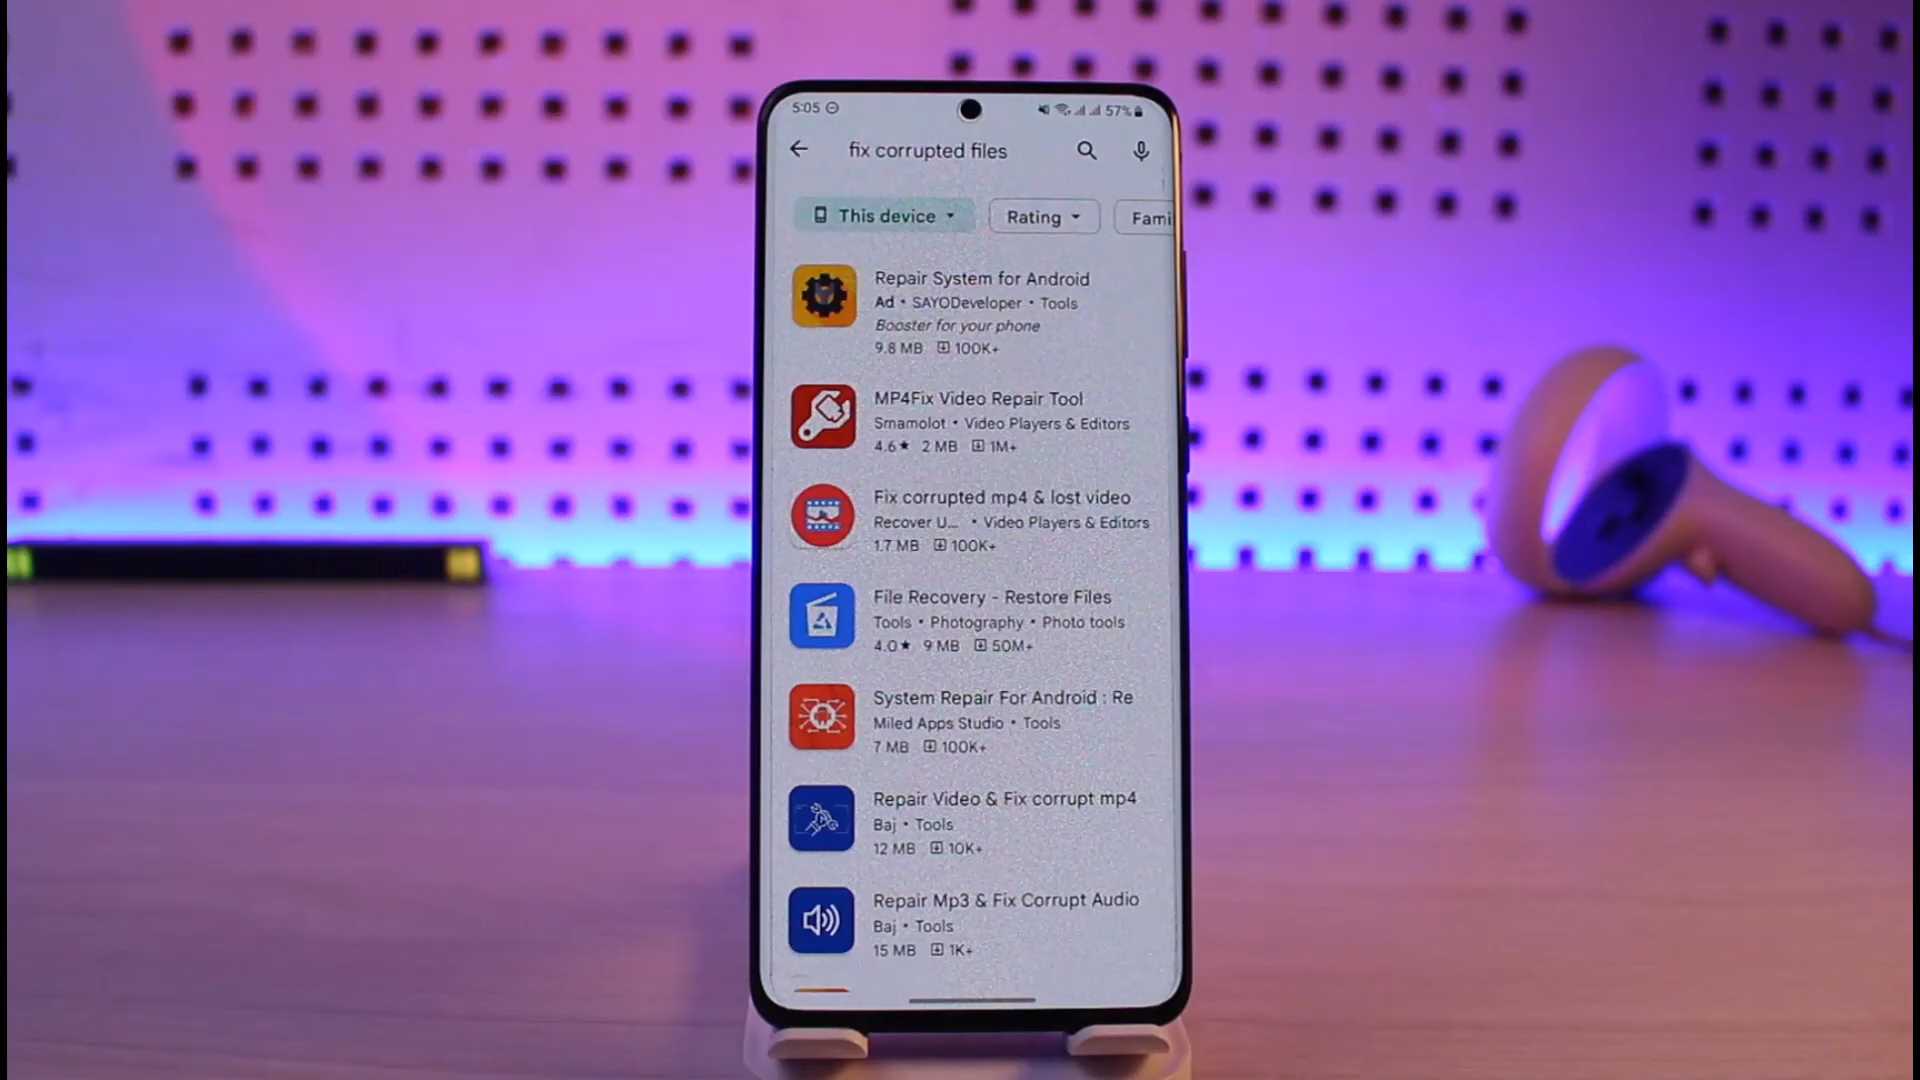 5:05
57%
fix corrupted files
This device
Rating
Fami
Repair System for Android
Ad • SAYODeveloper • Tools
Booster for your phone
9.8 MB 100K+
MP4Fix Video Repair Tool
Smamolot • Video Players & Editors
4.6★ 2 MB 1M+
Fix corrupted mp4 & lost video
Recover U... • Video Players & Editors
1.7 MB 100K+
File Recovery - Restore Files
Tools • Photography • Photo tools
4.0★ 9 MB 50M+
System Repair For Android : Re
Miled Apps Studio • Tools
7 MB 100K+
Repair Video & Fix corrupt mp4
Baj • Tools
12 MB 10K+
Repair Mp3 & Fix Corrupt Audio
Baj • Tools
15 MB 1K+